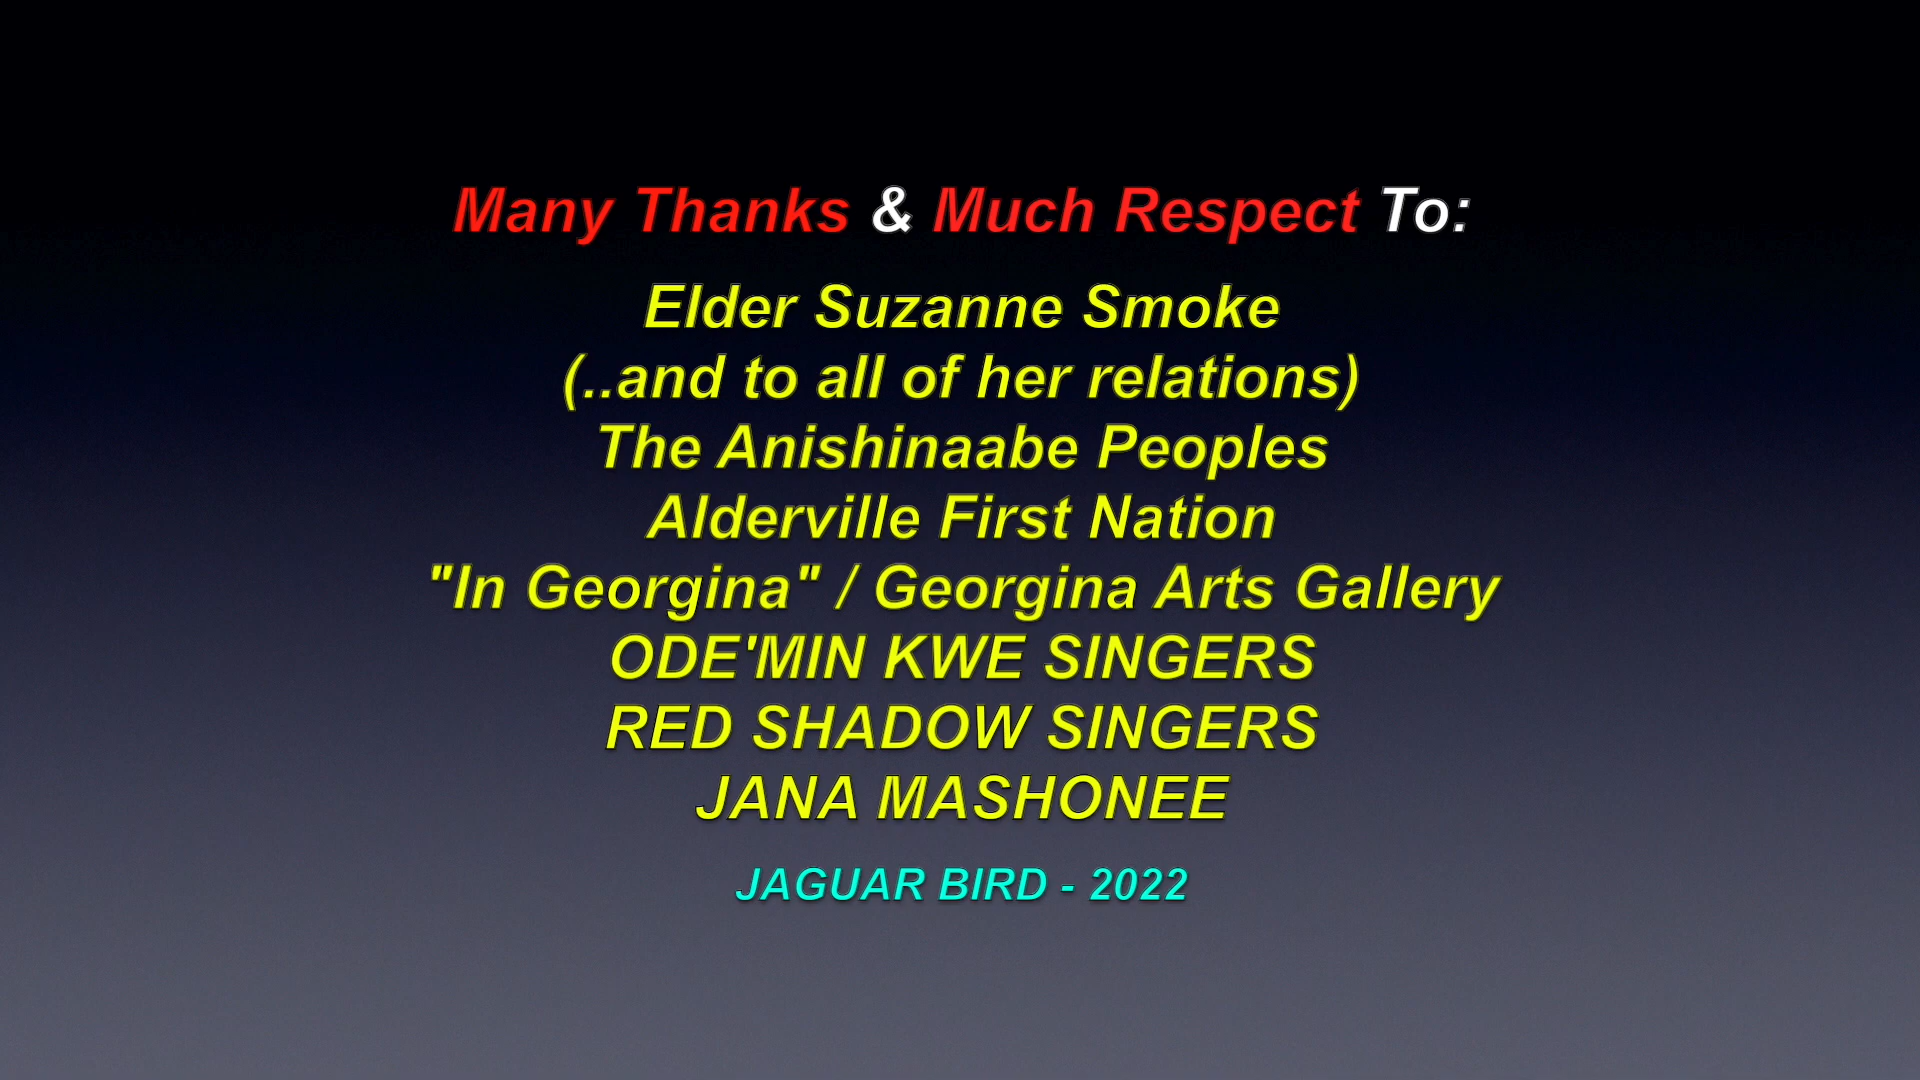 Many Thanks & Much Respect To:
Elder Suzanne Smoke
(..and to all of her relations)
The Anishinaabe Peoples
Alderville First Nation
"In Georgina" / Georgina Arts Gallery
ODE'MIN KWE SINGERS
RED SHADOW SINGERS
JANA MASHONEE
JAGUAR BIRD - 2022